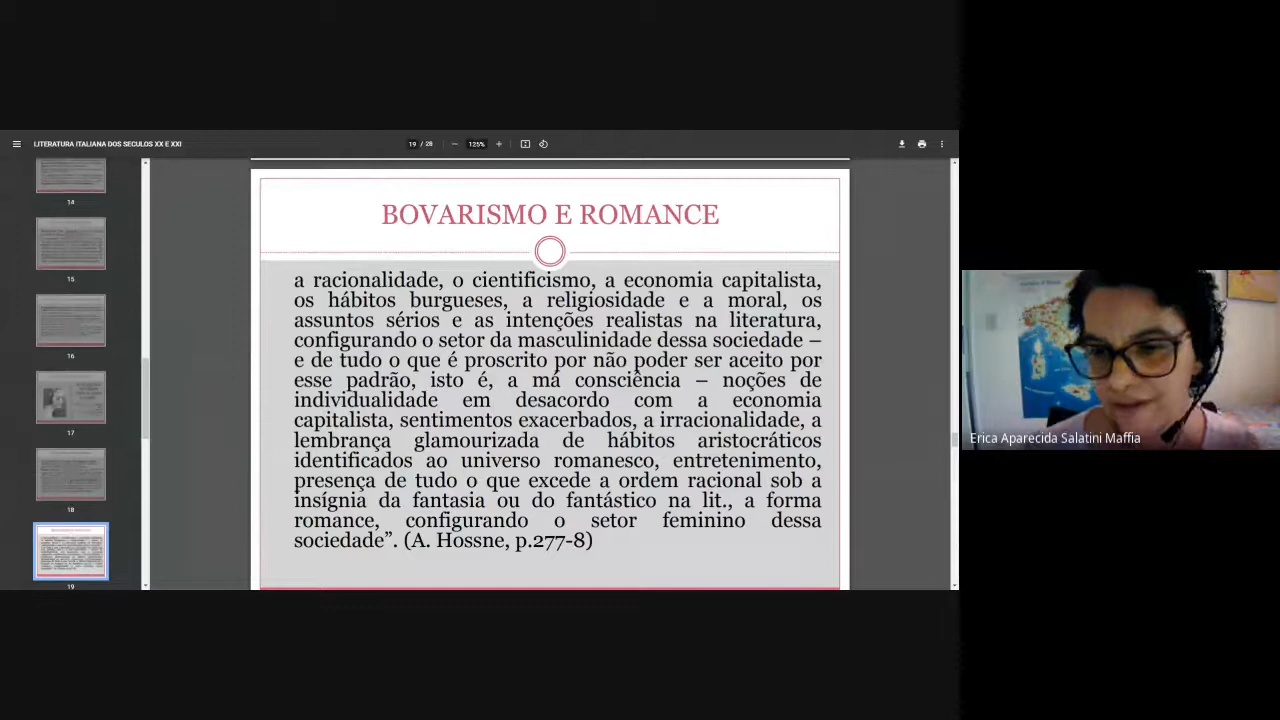 LITERATURA ITALIANA DOS SECULOS XX E XXI
19 / 28
125%
14
15
16
17
18
19
BOVARISMO E ROMANCE
a racionalidade, o cientificismo, a economia capitalista,
os hábitos burgueses, a religiosidade e a moral, os
assuntos sérios e as intenções realistas na literatura,
configurando o setor da masculinidade dessa sociedade –
e de tudo o que é proscrito por não poder ser aceito por
esse padrão, isto é, a má consciência – noções de
individualidade em desacordo com a economia
capitalista, sentimentos exacerbados, a irracionalidade, a
lembrança glamourizada de hábitos aristocráticos
identificados ao universo romanesco, entretenimento,
presença de tudo o que excede a ordem racional sob a
insígnia da fantasia ou do fantástico na lit., a forma
romance, configurando o setor feminino dessa
sociedade”. (A. Hossne, p.277-8)
Erica Aparecida Salatini Maffia